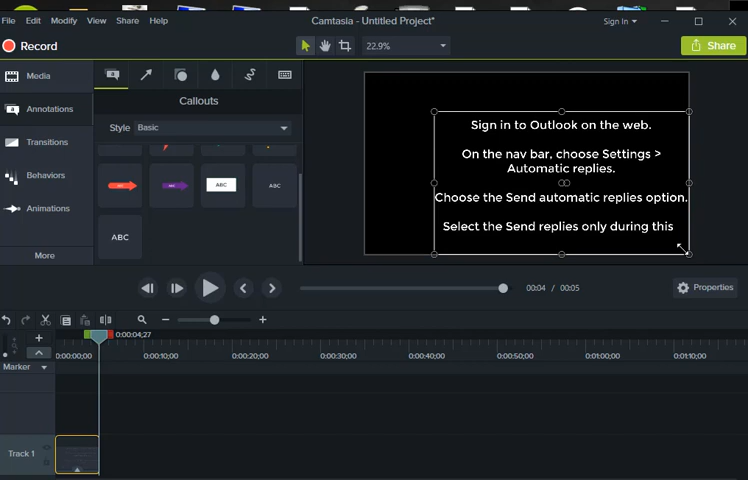 File Edit Modify View Share Help
Camtasia - Untitled Project*
Sign In
Record
22.9%
Share
Media
Annotations
Transitions
Behaviors
Animations
More
Callouts
Style Basic
ABC ABC ABC ABC
ABC
Sign in to Outlook on the web.
On the nav bar, choose Settings >
Automatic replies.
Choose the Send automatic replies option.
Select the Send replies only during this
00:04 / 00:05
Properties
0:00:04;27
0:00:00;00 0:00:10;00 0:00:20;00 0:00:30;00 0:00:40;00 0:00:50;00 0:01:00;00 0:01:10;00
Marker
Track 1